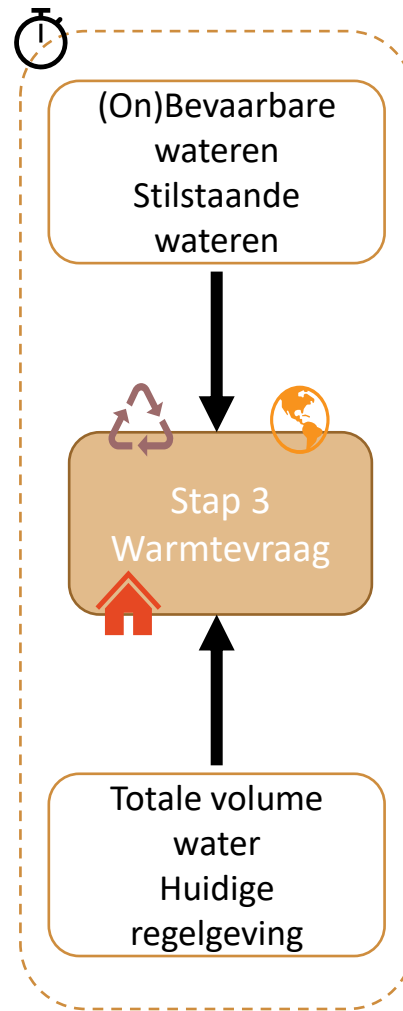 (On)Bevaarbare
wateren
Stilstaande
wateren
Stap 3
Warmtevraag
Totale volume
water
Huidige
regelgeving